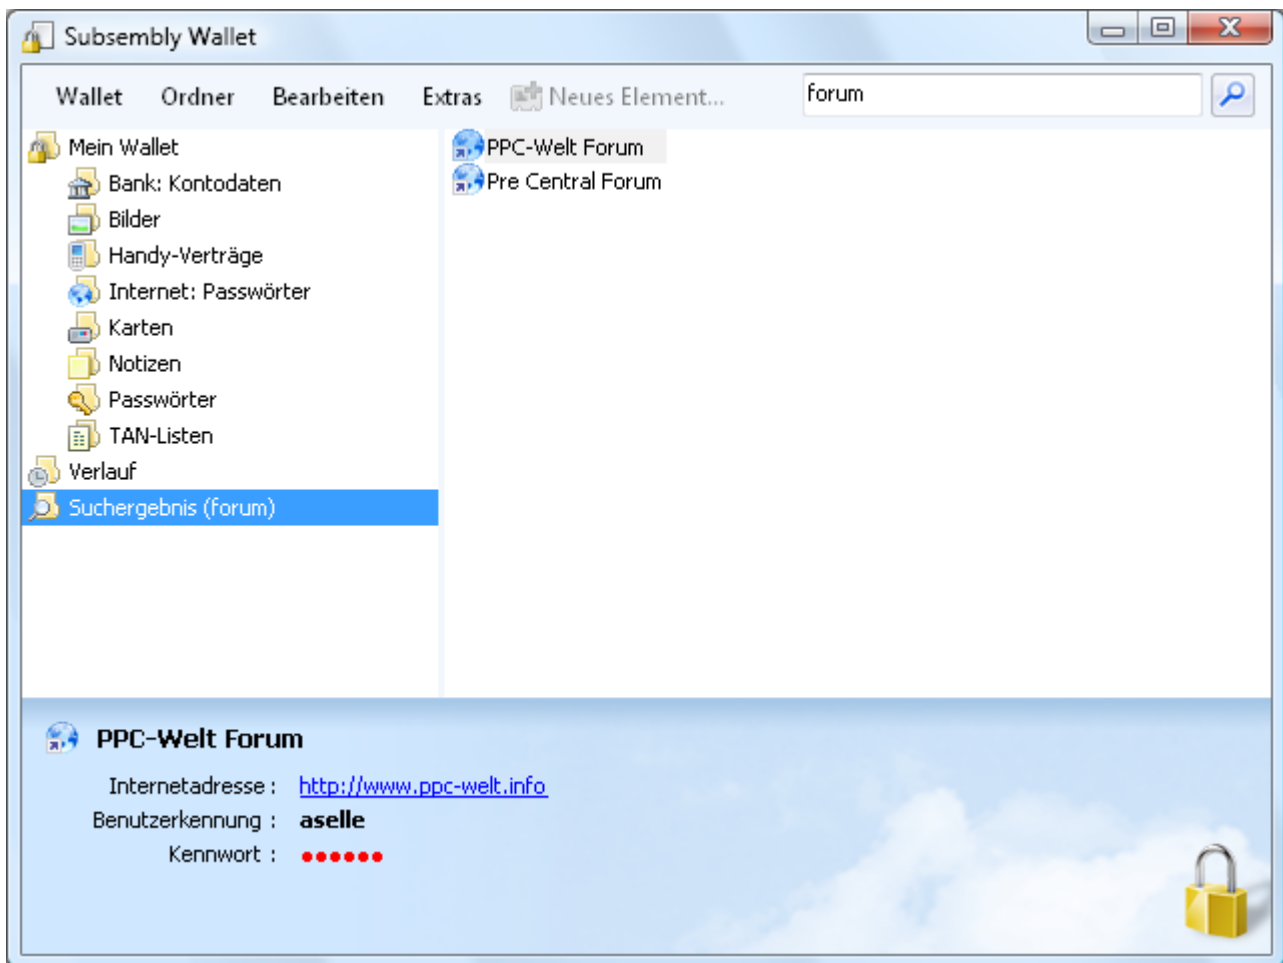 Subsembly Wallet
Wallet Ordner Bearbeiten Extras Neues Element... forum
Mein Wallet
Bank: Kontodaten
Bilder
Handy-Verträge
Internet: Passwörter
Karten
Notizen
Passwörter
TAN-Listen
Verlauf
Suchergebnis (forum)
PPC-Welt Forum
Pre Central Forum
PPC-Welt Forum
Internetadresse : http://www.ppc-welt.info
Benutzerkennung : aselle
Kennwort : ●●●●●●